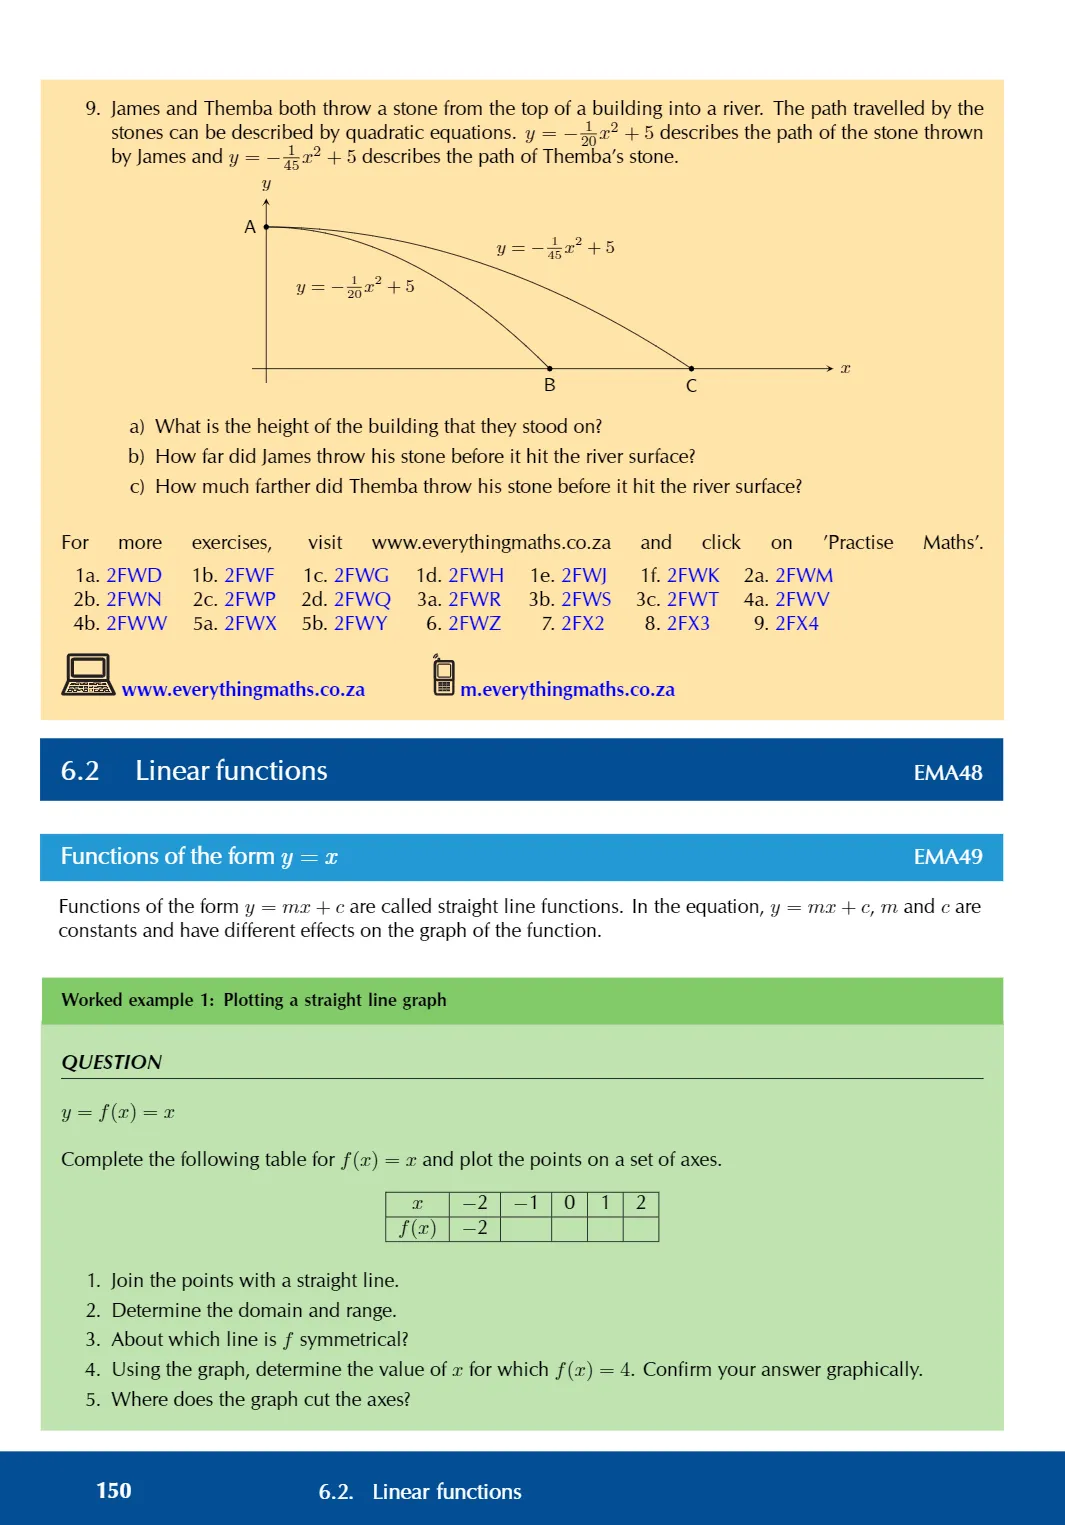 9. James and Themba both throw a stone from the top of a building into a river. The path travelled by the
stones can be described by quadratic equations. y = −1/20 x² + 5 describes the path of the stone thrown
by James and y = −1/45 x² + 5 describes the path of Themba's stone.
y
A
y = −1/45 x² + 5
y = −1/20 x² + 5
x
B C
a) What is the height of the building that they stood on?
b) How far did James throw his stone before it hit the river surface?
c) How much farther did Themba throw his stone before it hit the river surface?
For more exercises, visit www.everythingmaths.co.za and click on 'Practise Maths'.
1a. 2FWD 1b. 2FWF 1c. 2FWG 1d. 2FWH 1e. 2FWJ 1f. 2FWK 2a. 2FWM
2b. 2FWN 2c. 2FWP 2d. 2FWQ 3a. 2FWR 3b. 2FWS 3c. 2FWT 4a. 2FWV
4b. 2FWW 5a. 2FWX 5b. 2FWY 6. 2FWZ 7. 2FX2 8. 2FX3 9. 2FX4
www.everythingmaths.co.za m.everythingmaths.co.za
6.2 Linear functions EMA48
Functions of the form y = x EMA49
Functions of the form y = mx + c are called straight line functions. In the equation, y = mx + c, m and c are
constants and have different effects on the graph of the function.
Worked example 1: Plotting a straight line graph
QUESTION
y = f(x) = x
Complete the following table for f(x) = x and plot the points on a set of axes.
x −2 −1 0 1 2
f(x) −2
1. Join the points with a straight line.
2. Determine the domain and range.
3. About which line is f symmetrical?
4. Using the graph, determine the value of x for which f(x) = 4. Confirm your answer graphically.
5. Where does the graph cut the axes?
150 6.2. Linear functions